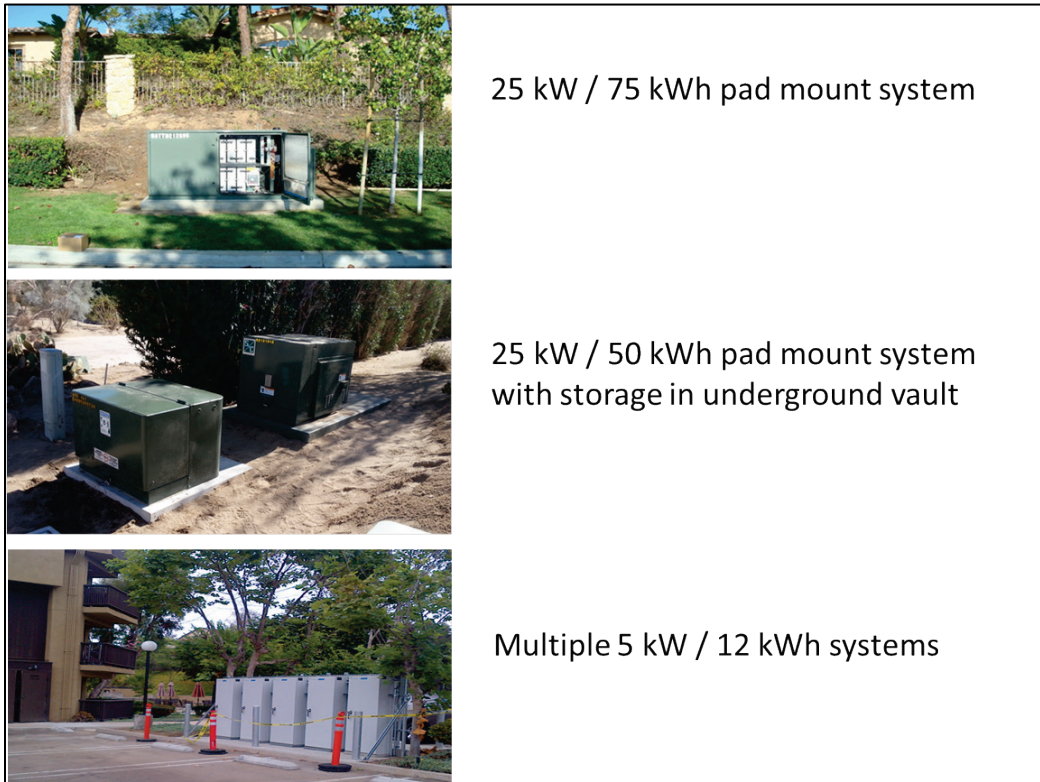 25 kW / 75 kWh pad mount system
25 kW / 50 kWh pad mount system
with storage in underground vault
Multiple 5 kW / 12 kWh systems